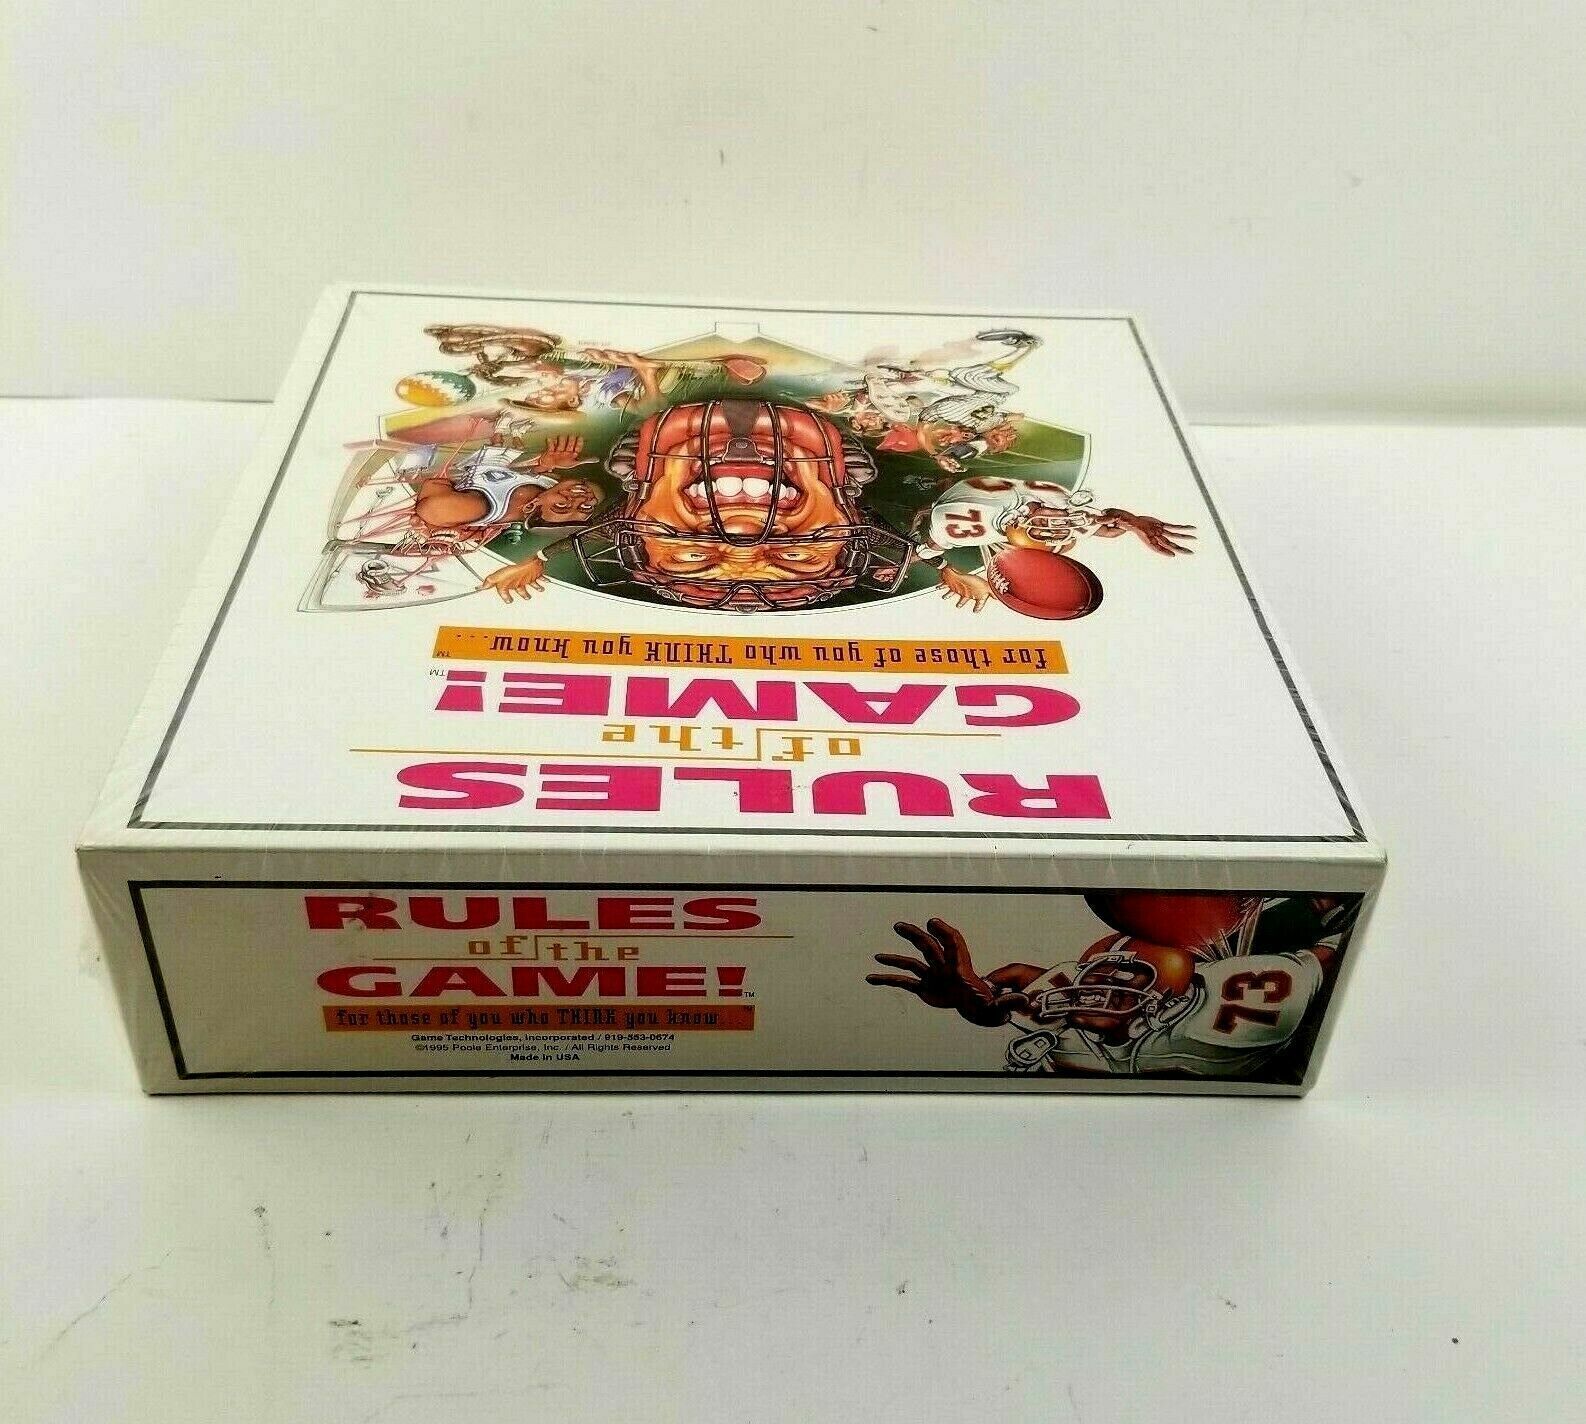 RULES
of the
GAME!™
for those of you who THINK you know...™
73
RULES
of the
GAME!™
for those of you who THINK you know...™
Game Technologies, Incorporated / 919-553-0674
©1995 Poole Enterprise, Inc. / All Rights Reserved
Made in USA
73